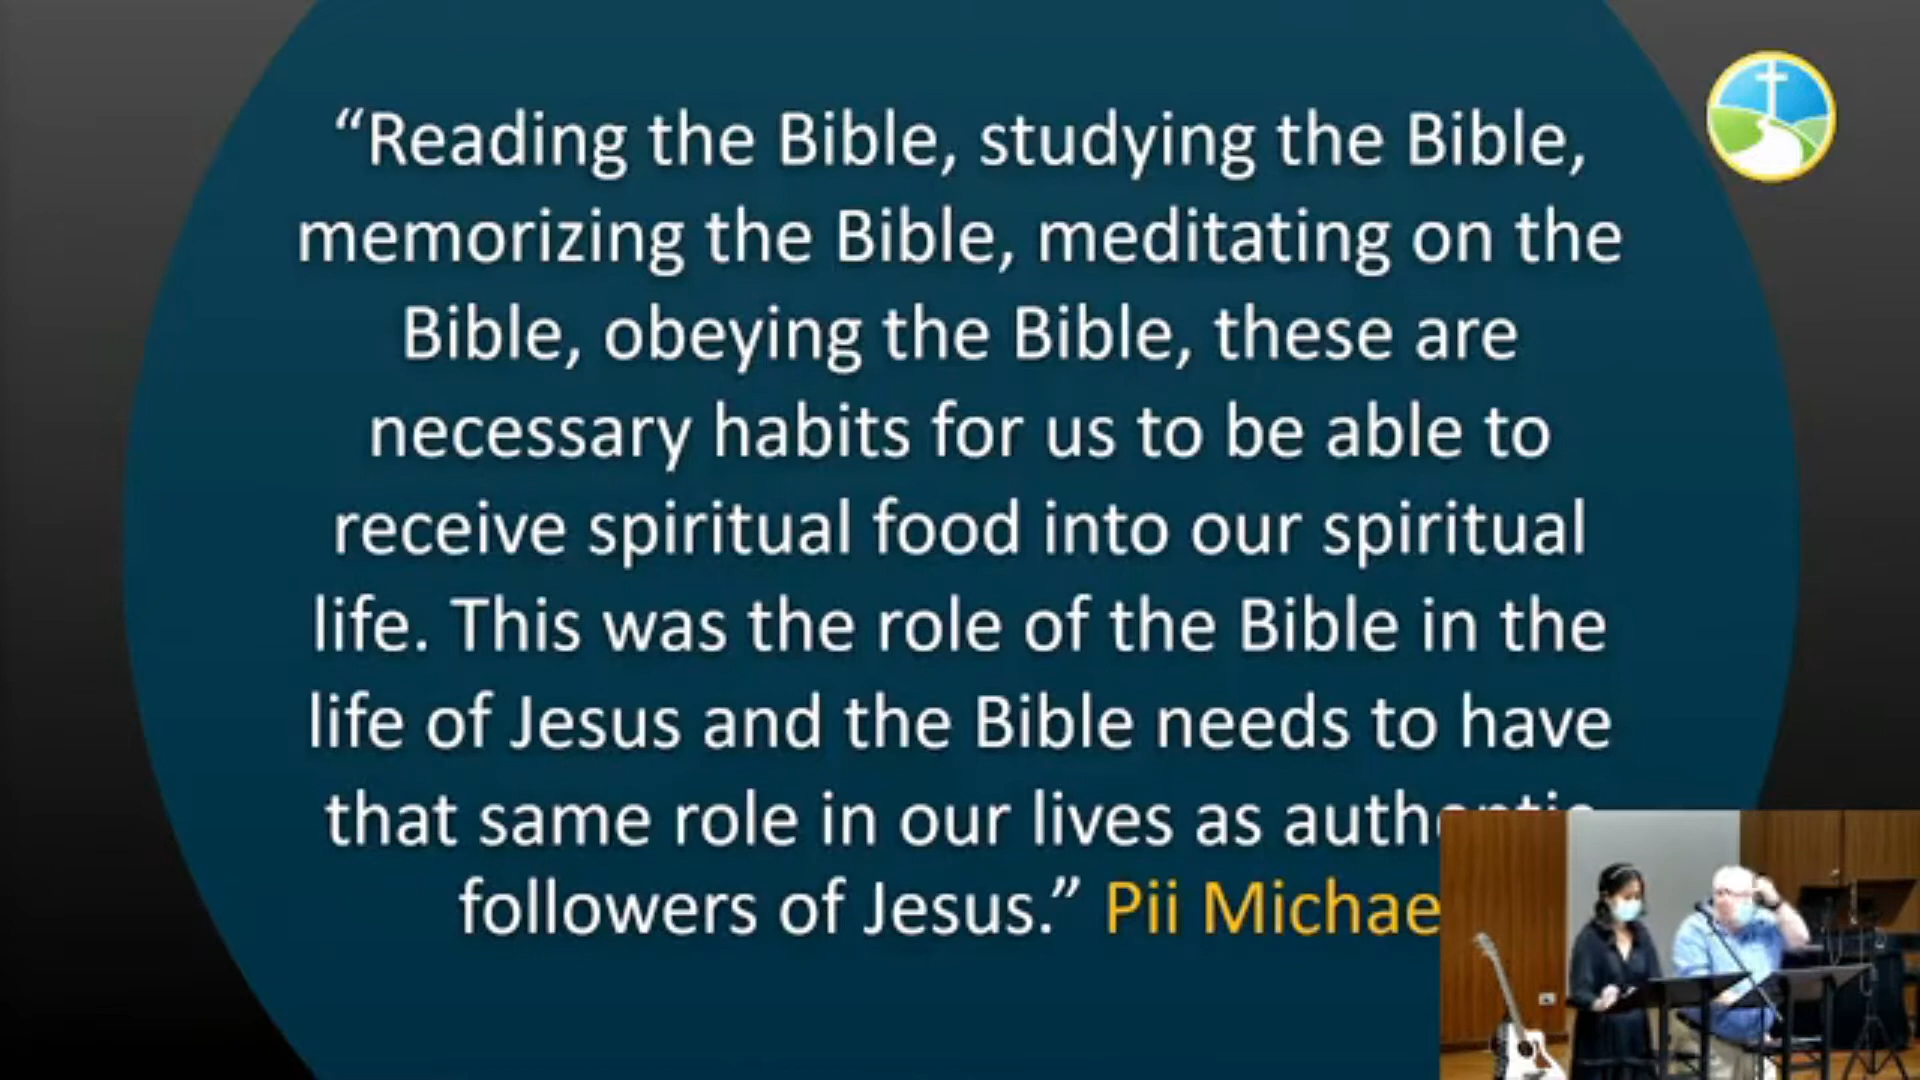 “Reading the Bible, studying the Bible,
memorizing the Bible, meditating on the
Bible, obeying the Bible, these are
necessary habits for us to be able to
receive spiritual food into our spiritual
life. This was the role of the Bible in the
life of Jesus and the Bible needs to have
that same role in our lives as authentic
followers of Jesus.” Pii Michae